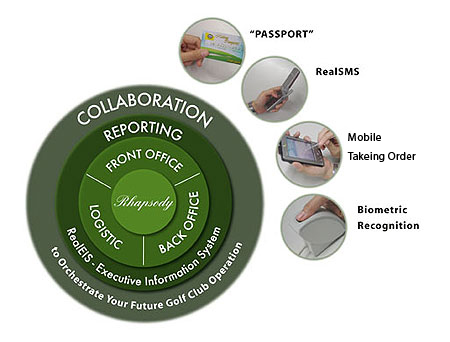 COLLABORATION
REPORTING
FRONT OFFICE
Rhapsody
LOGISTIC
BACK OFFICE
RealEIS - Executive Information System
to Orchestrate Your Future Golf Club Operation
“PASSPORT”
RealSMS
Mobile
Takeing Order
Biometric
Recognition